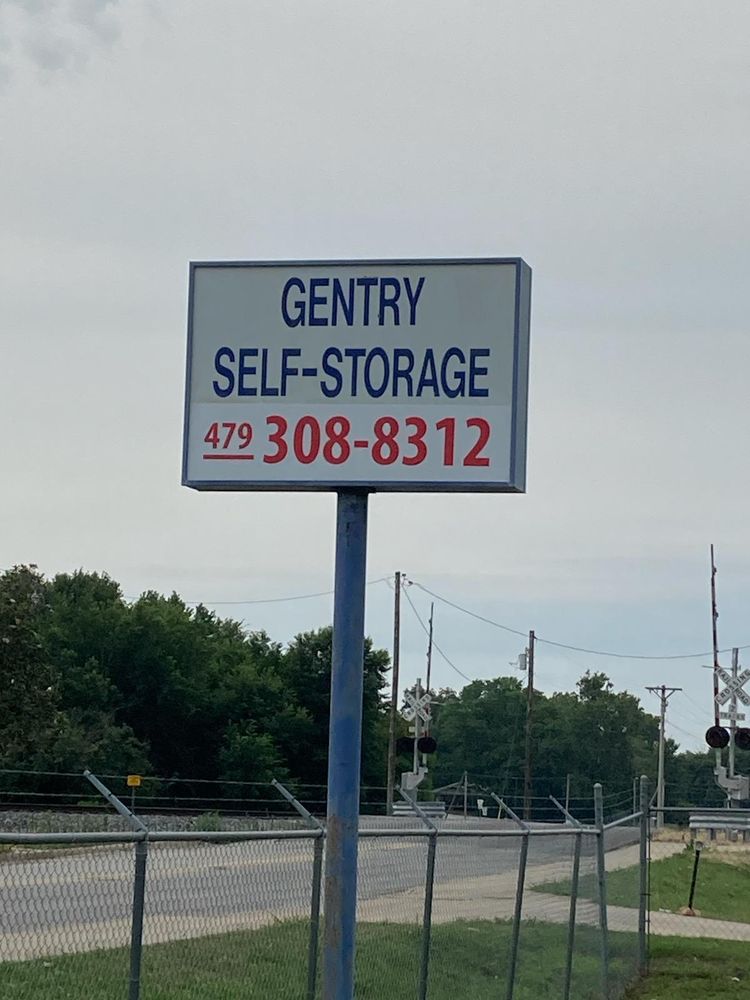 GENTRY
SELF-STORAGE
479 308-8312